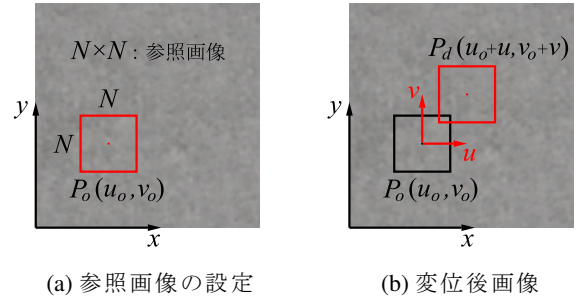 N×N : 参照画像
y
N
N
P_o(u_o,v_o)
x
(a) 参照画像の設定
P_d(u_o+u,v_o+v)
y
v
u
P_o(u_o,v_o)
x
(b) 変位後画像